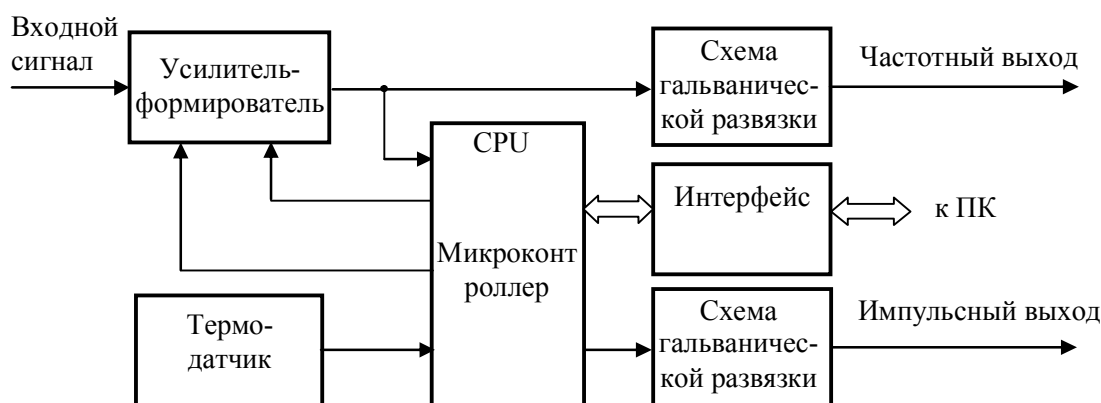 Входной
сигнал
Усилитель-
формирователь
Схема
гальваничес-
кой развязки
Частотный выход
CPU
Микроконт
роллер
Интерфейс
к ПК
Термо-
датчик
Схема
гальваничес-
кой развязки
Импульсный выход